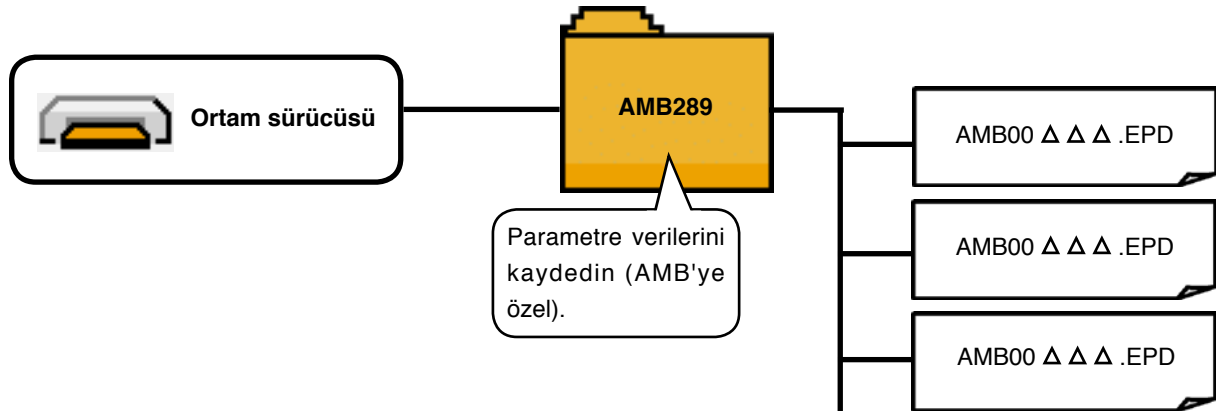 Ortam sürücüsü
AMB289
Parametre verilerini
kaydedin (AMB'ye
özel).
AMB00 Δ Δ Δ .EPD
AMB00 Δ Δ Δ .EPD
AMB00 Δ Δ Δ .EPD